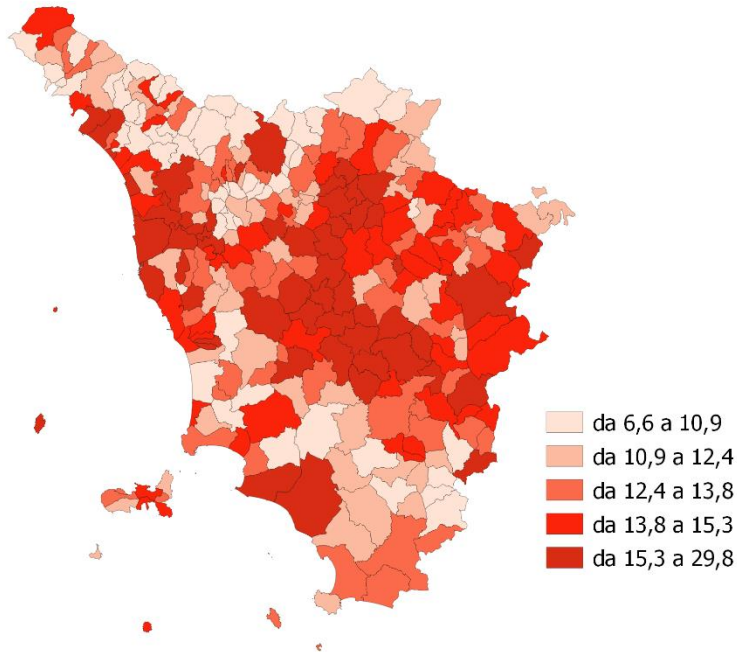 da 6,6 a 10,9
da 10,9 a 12,4
da 12,4 a 13,8
da 13,8 a 15,3
da 15,3 a 29,8